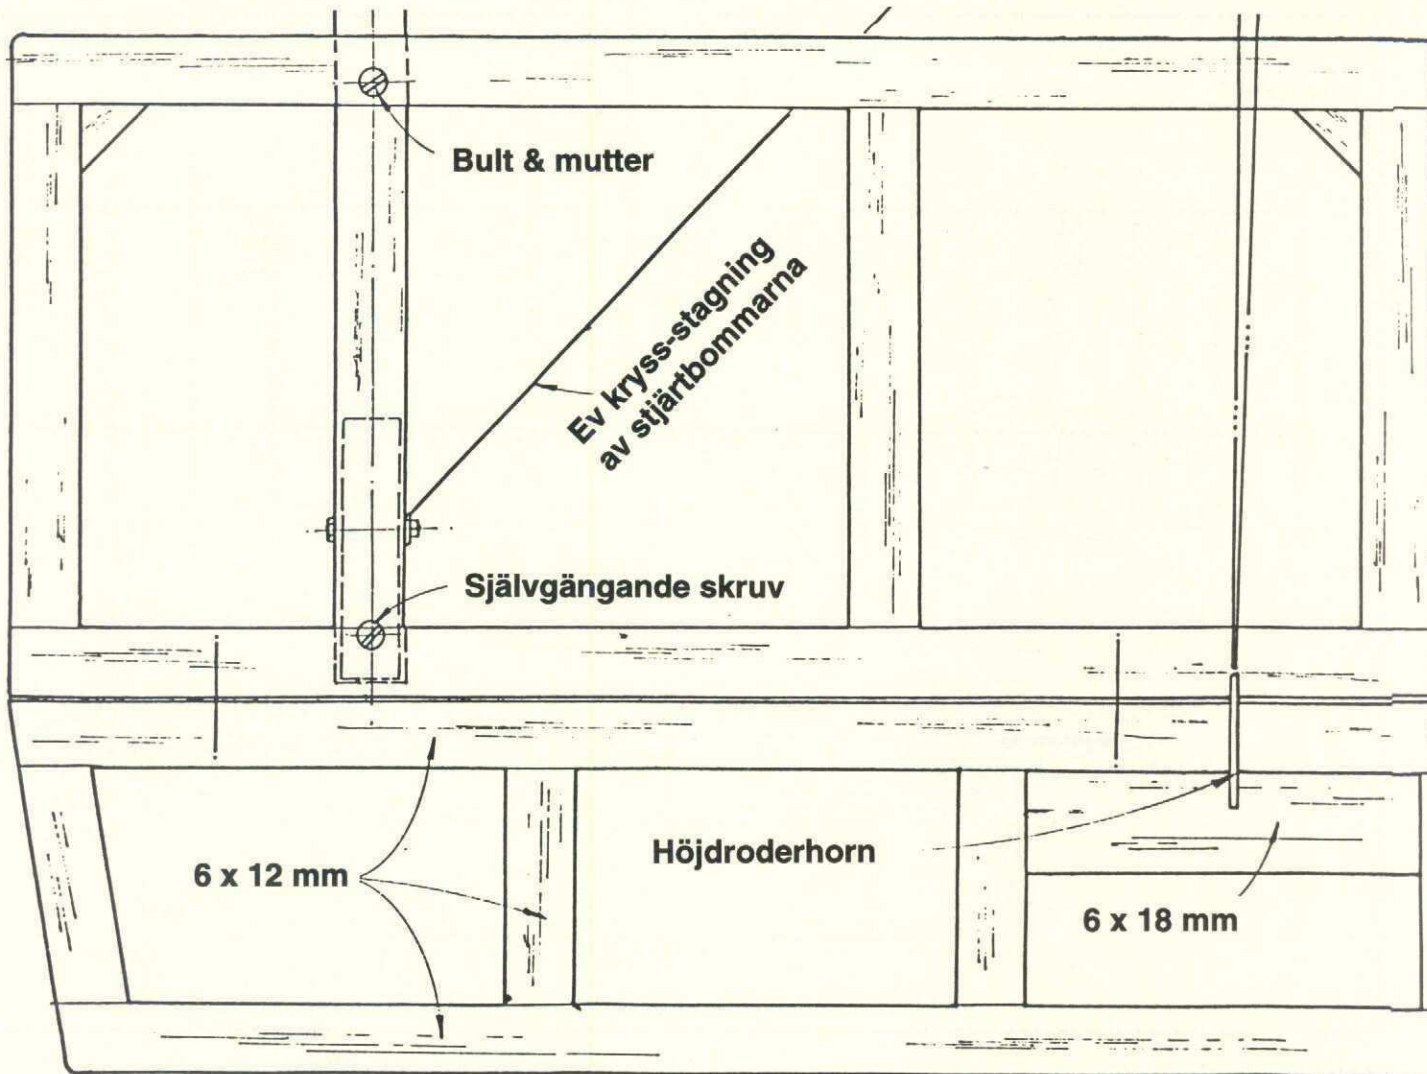 Bult & mutter
Ev kryss-stagning
av stjärtbommarna
Självgängande skruv
Höjdroderhorn
6 x 12 mm
6 x 18 mm